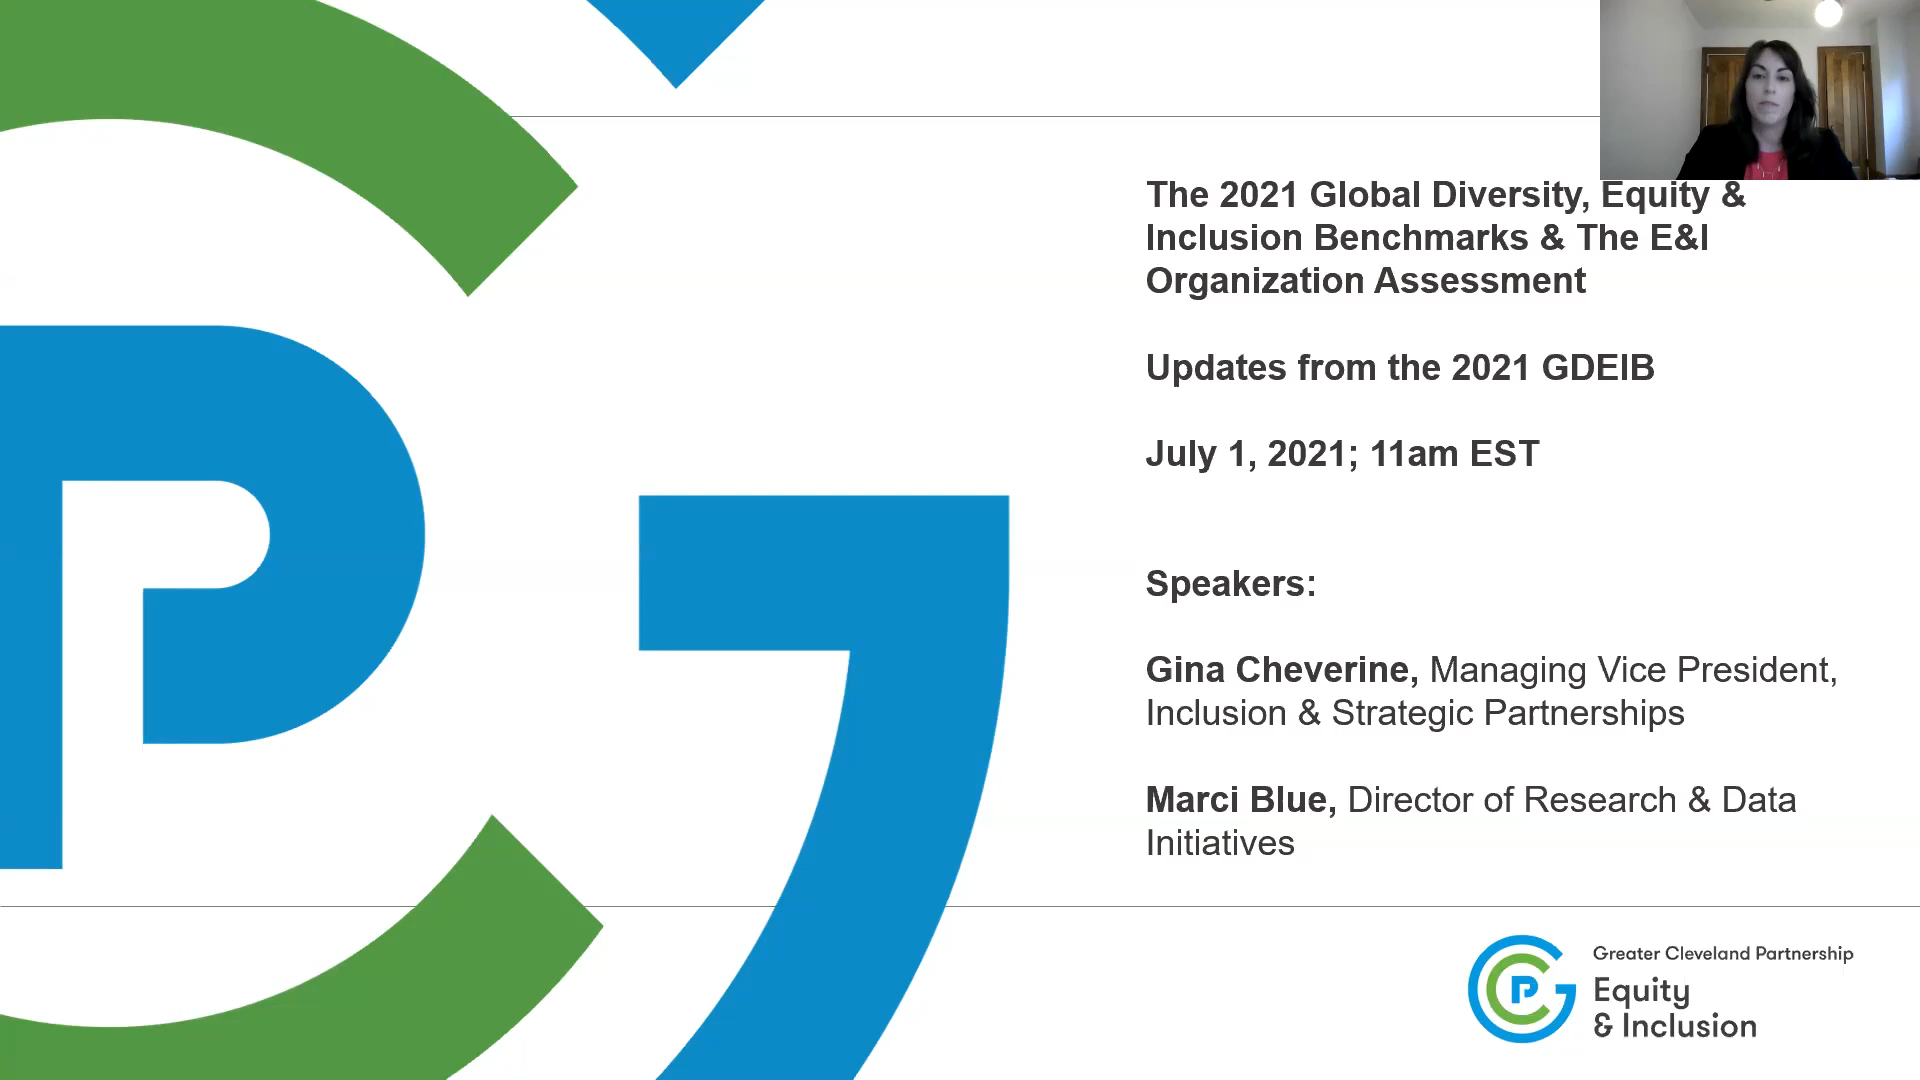 The 2021 Global Diversity, Equity &
Inclusion Benchmarks & The E&I
Organization Assessment
Updates from the 2021 GDEIB
July 1, 2021; 11am EST
Speakers:
Gina Cheverine, Managing Vice President,
Inclusion & Strategic Partnerships
Marci Blue, Director of Research & Data
Initiatives
Greater Cleveland Partnership
Equity
& Inclusion